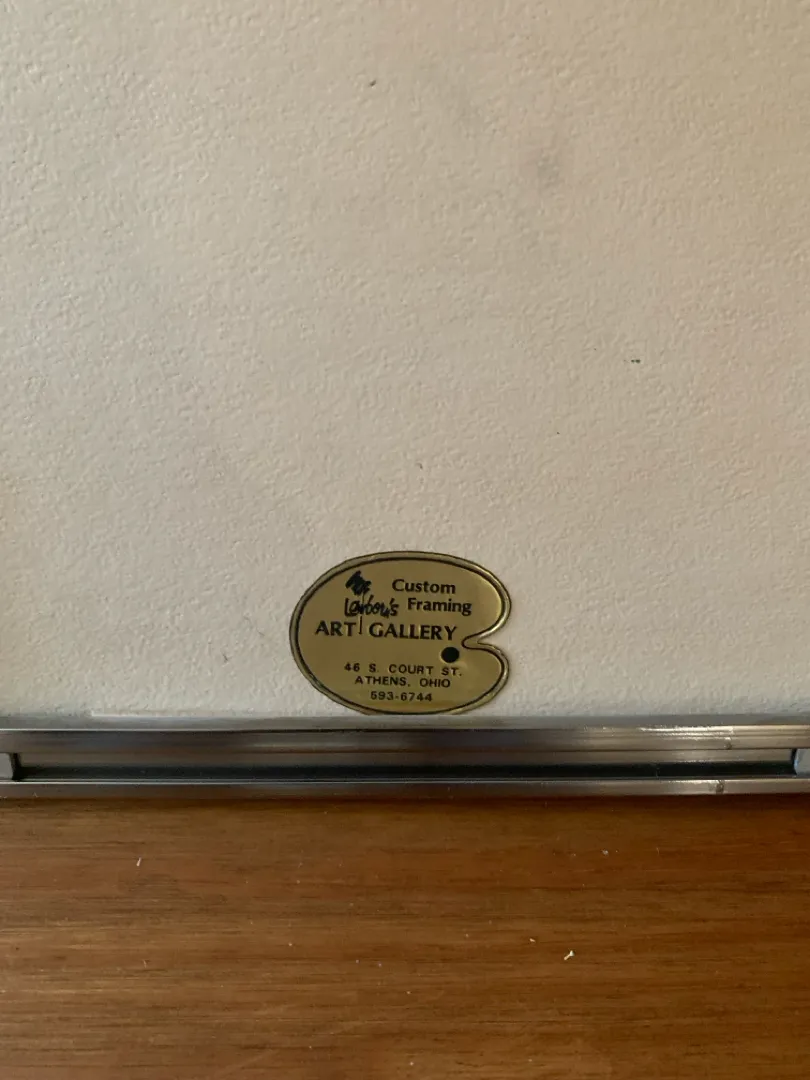 Custom
Framing
ART GALLERY
46 S. COURT ST.
ATHENS, OHIO
593-6744